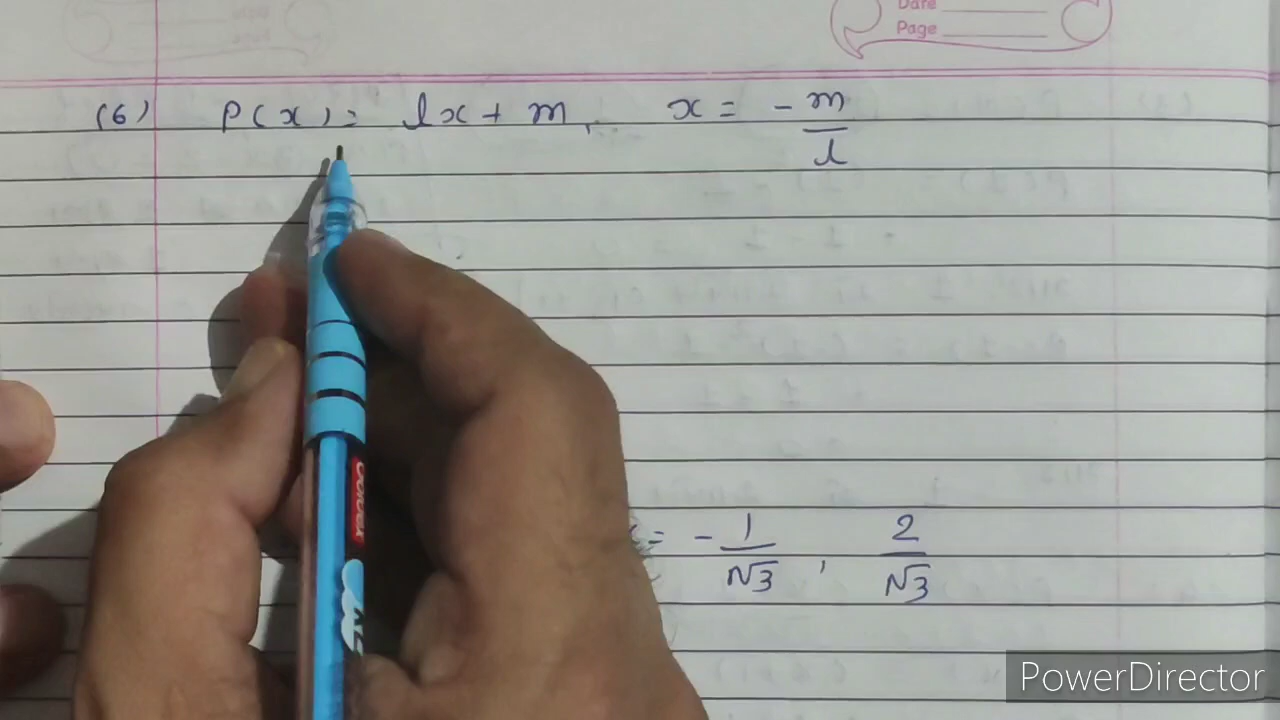 Date
Page
(6) P(x) = lx + m, x = -m/l
= -1/√3, 2/√3
PowerDirector